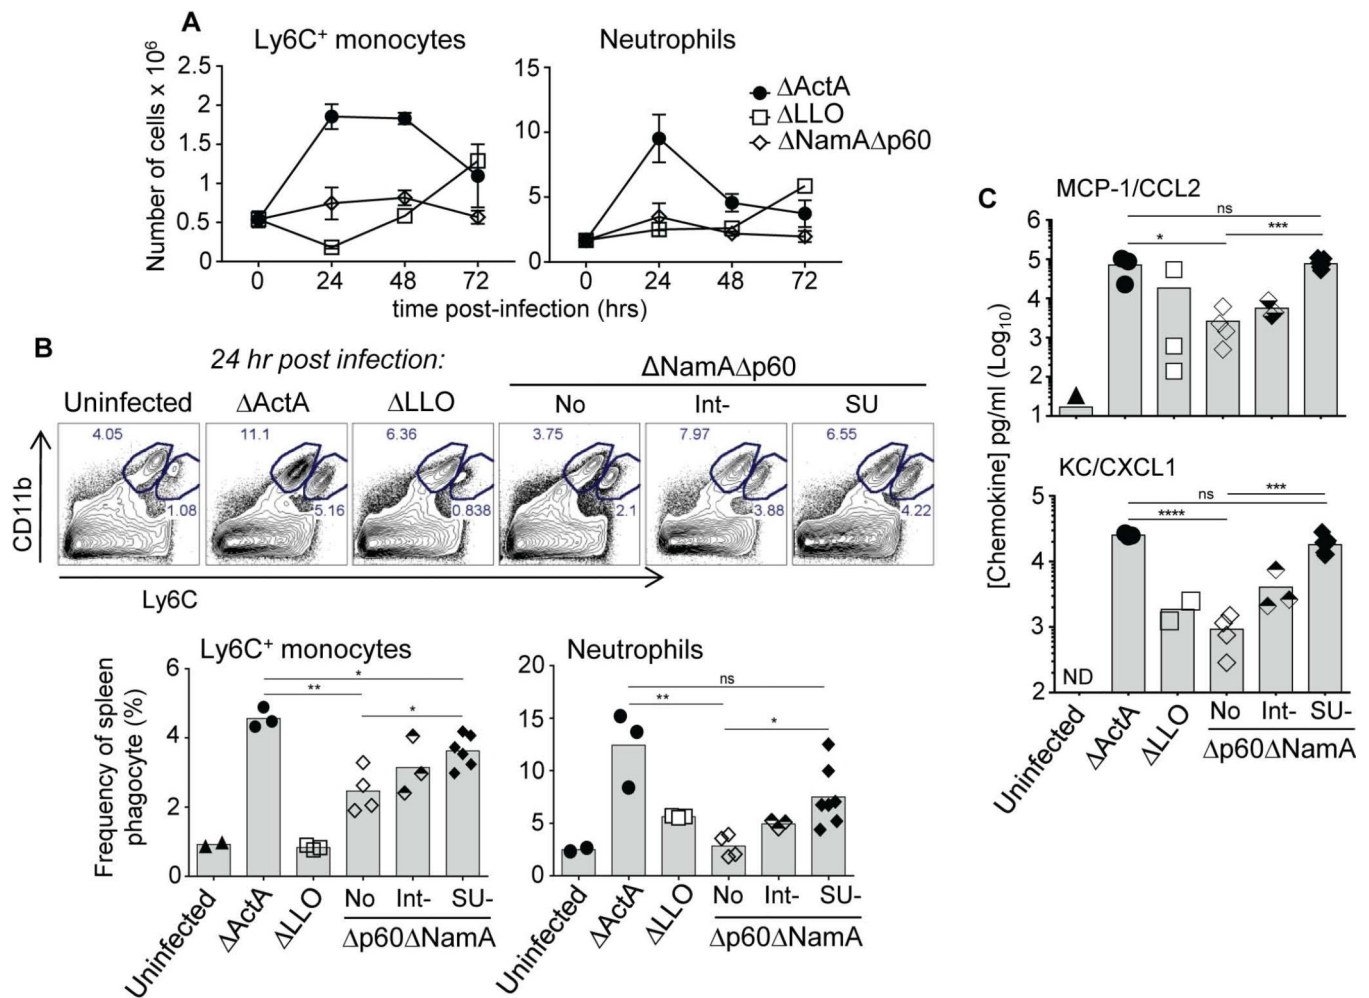 A
Ly6C+ monocytes
Neutrophils
Number of cells x 10⁶
2.5
2
1.5
1
0.5
0
0 24 48 72
15
10
5
0
0 24 48 72
time post-infection (hrs)
ΔActA
ΔLLO
ΔNamAΔp60
B
24 hr post infection:
ΔNamAΔp60
Uninfected
ΔActA
ΔLLO
No
Int-
SU
4.05
11.1
6.36
3.75
7.97
6.55
1.08
5.16
0.838
2.1
3.88
4.22
CD11b
Ly6C
Ly6C+ monocytes
Frequency of spleen
phagocyte (%)
6
4
2
0
*
**
*
Uninfected
ΔActA
ΔLLO
No Int- SU-
Δp60ΔNamA
Neutrophils
20
15
10
5
0
ns
**
*
Uninfected
ΔActA
ΔLLO
No Int- SU-
Δp60ΔNamA
C
MCP-1/CCL2
[Chemokine] pg/ml (Log₁₀)
6
5
4
3
2
1
ns
*
***
KC/CXCL1
5
4
3
2
***
ns
****
ND
Uninfected
ΔActA
ΔLLO
No Int- SU-
Δp60ΔNamA